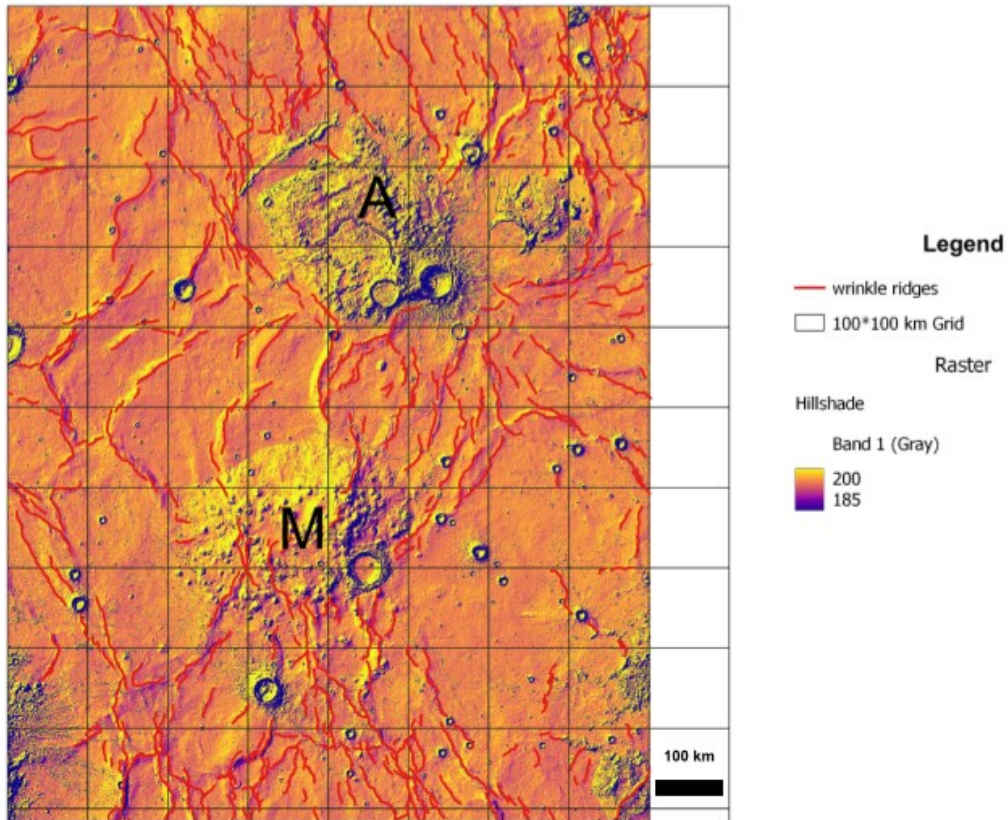 A
M
100 km
Legend
wrinkle ridges
100*100 km Grid
Raster
Hillshade
Band 1 (Gray)
200
185